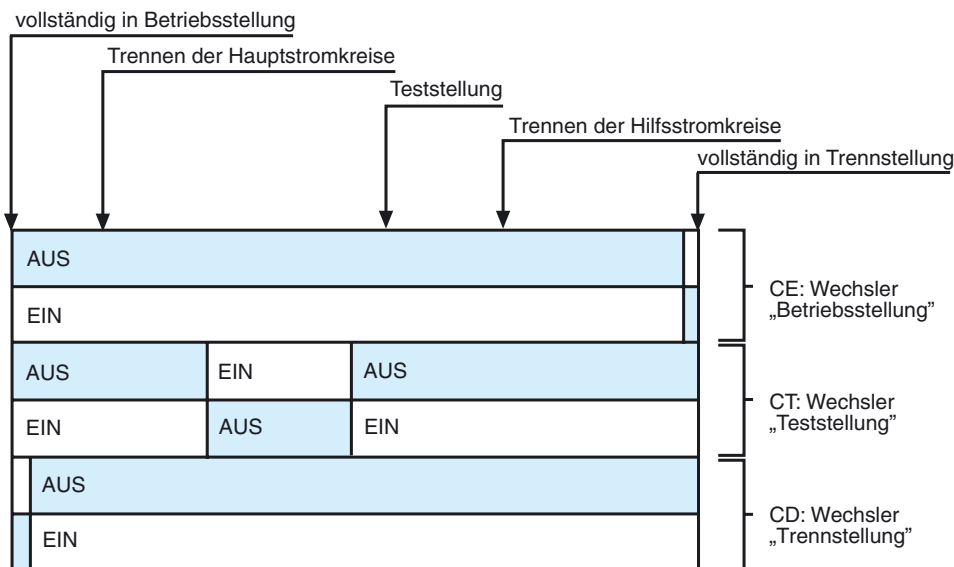 vollständig in Betriebsstellung
Trennen der Hauptstromkreise
Teststellung
Trennen der Hilfsstromkreise
vollständig in Trennstellung
AUS
EIN
CE: Wechsler
„Betriebsstellung”
AUS EIN AUS
EIN AUS EIN
CT: Wechsler
„Teststellung”
AUS
EIN
CD: Wechsler
„Trennstellung”